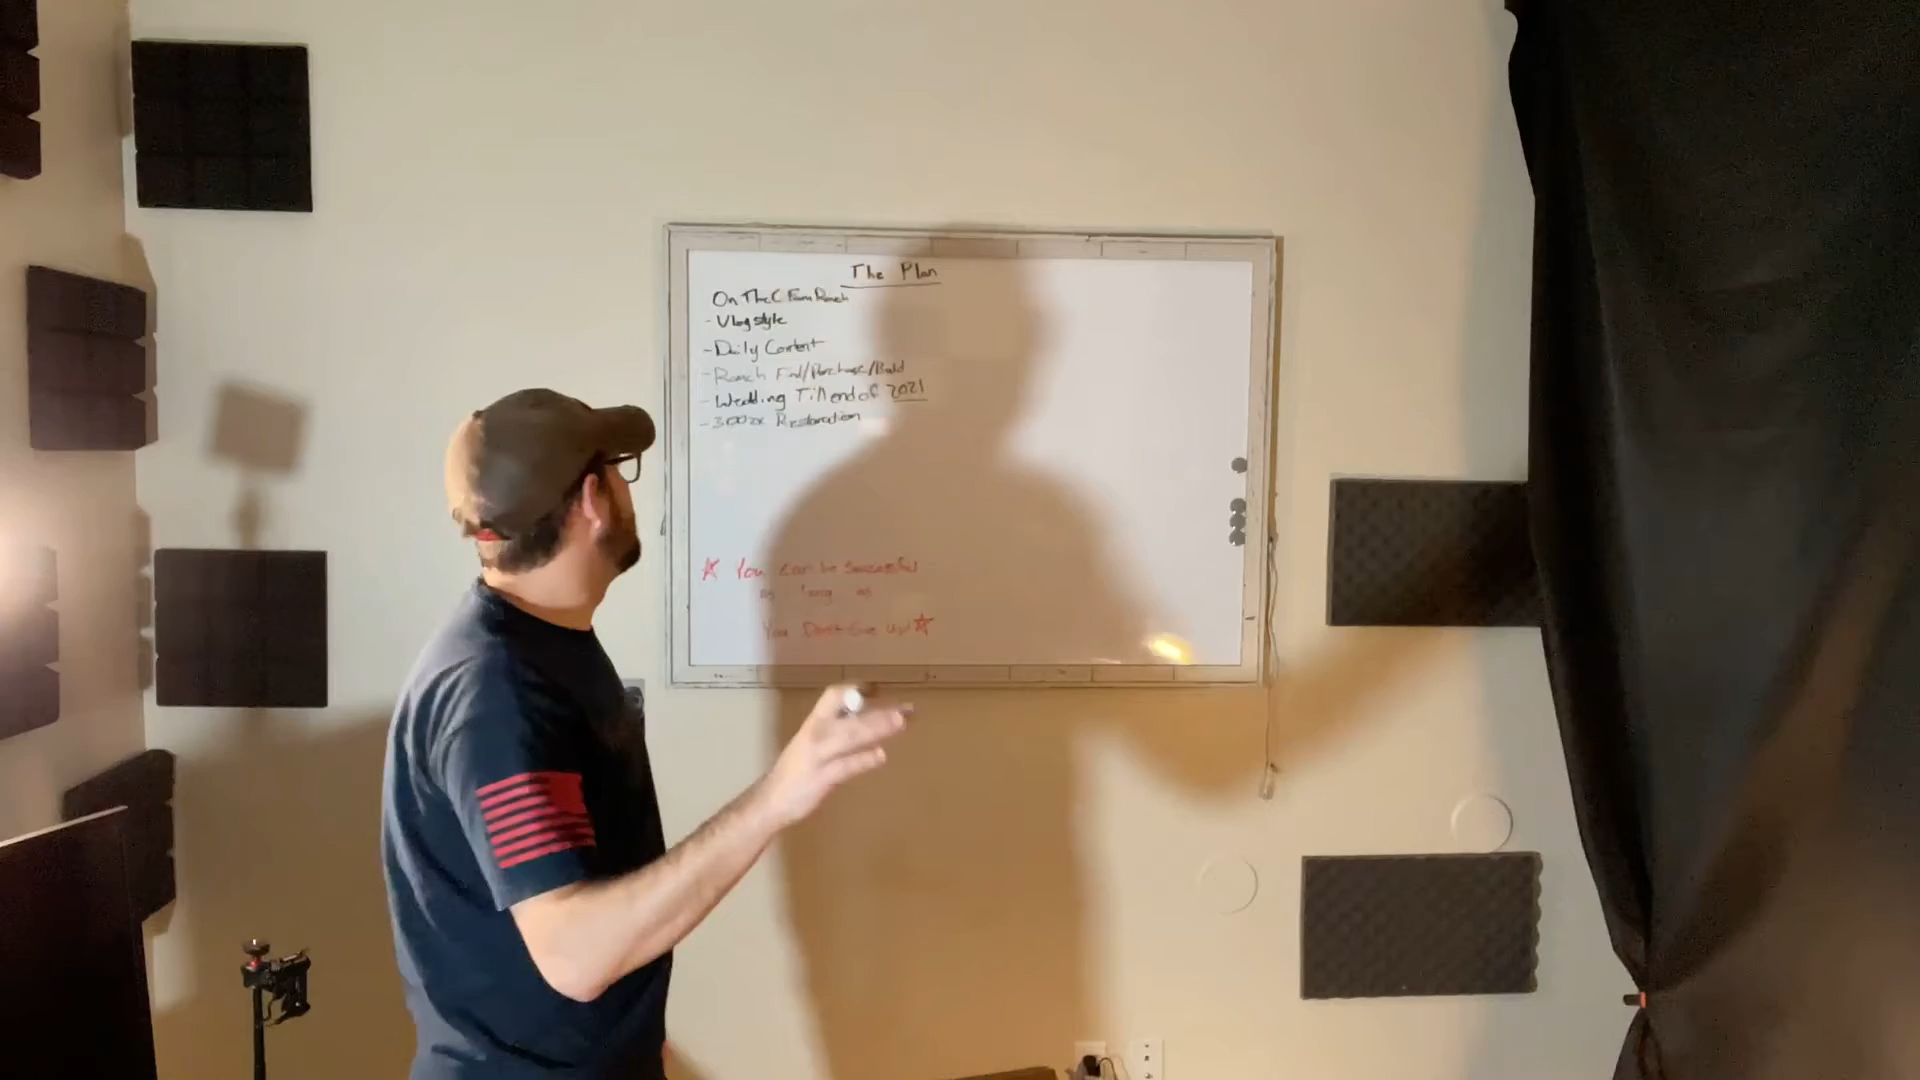 The Plan
On The C Farm Ranch
- Vlog style
- Daily Content
- Ranch Find/Purchase/Build
- Wedding Till end of 2021
- 300zx Restoration
☆ You can be Successful
as long as
You Don't Give Up! ☆